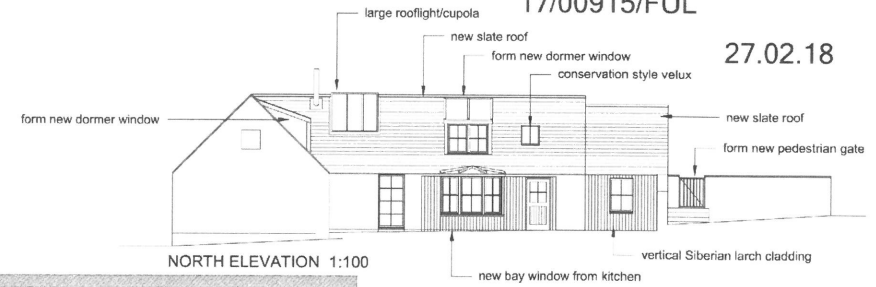 17/00915/FUL
large rooflight/cupola
new slate roof
27.02.18
form new dormer window
conservation style velux
form new dormer window
new slate roof
form new pedestrian gate
vertical Siberian larch cladding
NORTH ELEVATION 1:100
new bay window from kitchen